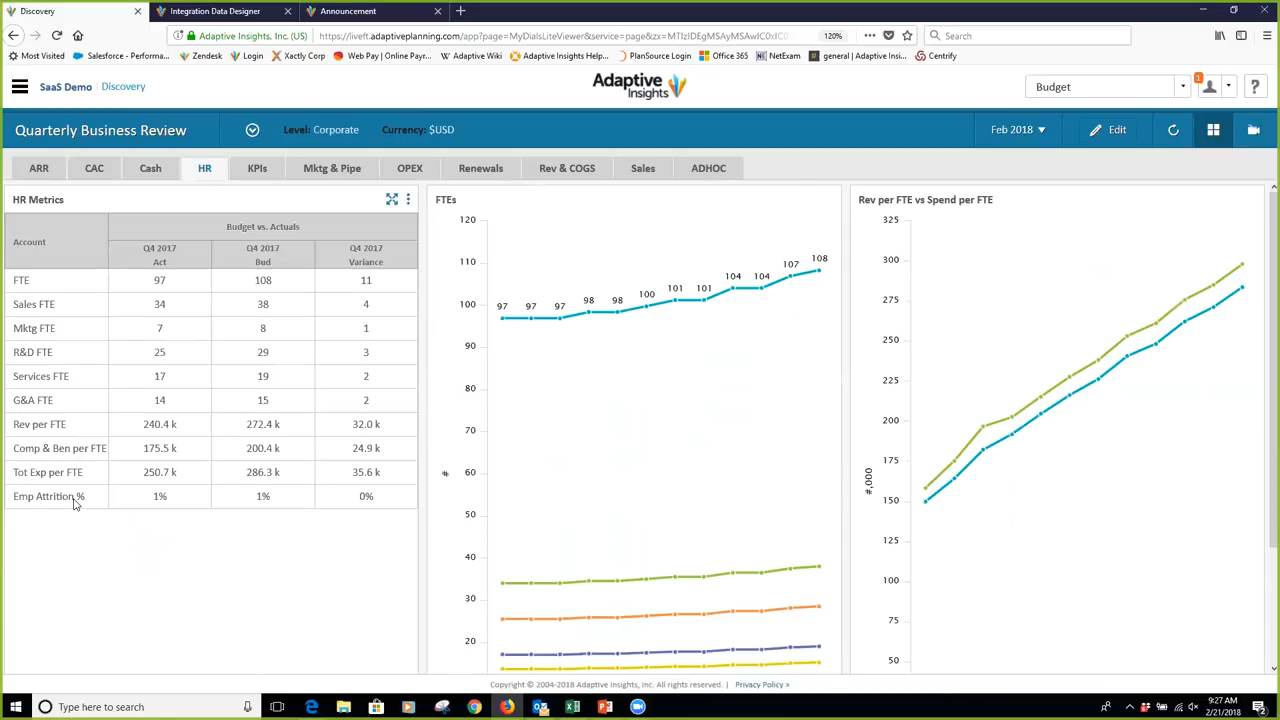 Discovery
Integration Data Designer
Announcement
Adaptive Insights, Inc. (US)
https://liveft.adaptiveplanning.com/app?page=MyDialsLiteViewer&service=page&zx=
120%
Search
Most Visited
Salesforce - Performa...
Zendesk
Login
Xactly Corp
Web Pay | Online Payr...
Adaptive Wiki
Adaptive Insights Help...
PlanSource Login
Office 365
NetExam
general | Adaptive Insi...
Centrify
SaaS Demo
Discovery
Adaptive Insights
Budget
1
?
Quarterly Business Review
Level: Corporate
Currency: $USD
Feb 2018
Edit
ARR
CAC
Cash
HR
KPIs
Mktg & Pipe
OPEX
Renewals
Rev & COGS
Sales
ADHOC
HR Metrics
Account
Budget vs. Actuals
Q4 2017 Act
Q4 2017 Bud
Q4 2017 Variance
FTE 97 108 11
Sales FTE 34 38 4
Mktg FTE 7 8 1
R&D FTE 25 29 3
Services FTE 17 19 2
G&A FTE 14 15 2
Rev per FTE 240.4 k 272.4 k 32.0 k
Comp & Ben per FTE 175.5 k 200.4 k 24.9 k
Tot Exp per FTE 250.7 k 286.3 k 35.6 k
Emp Attrition % 1% 1% 0%
FTEs
120
100
90
80
70
60
50
40
30
20
#
97 97 97 98 98 100 101 101 104 104 107 108
Rev per FTE vs Spend per FTE
325
300
275
250
225
200
175
150
125
100
75
50
#,000
Copyright © 2004-2018 Adaptive Insights, Inc. All rights reserved. | Privacy Policy »
Type here to search
9:27 AM
2/21/2018
2